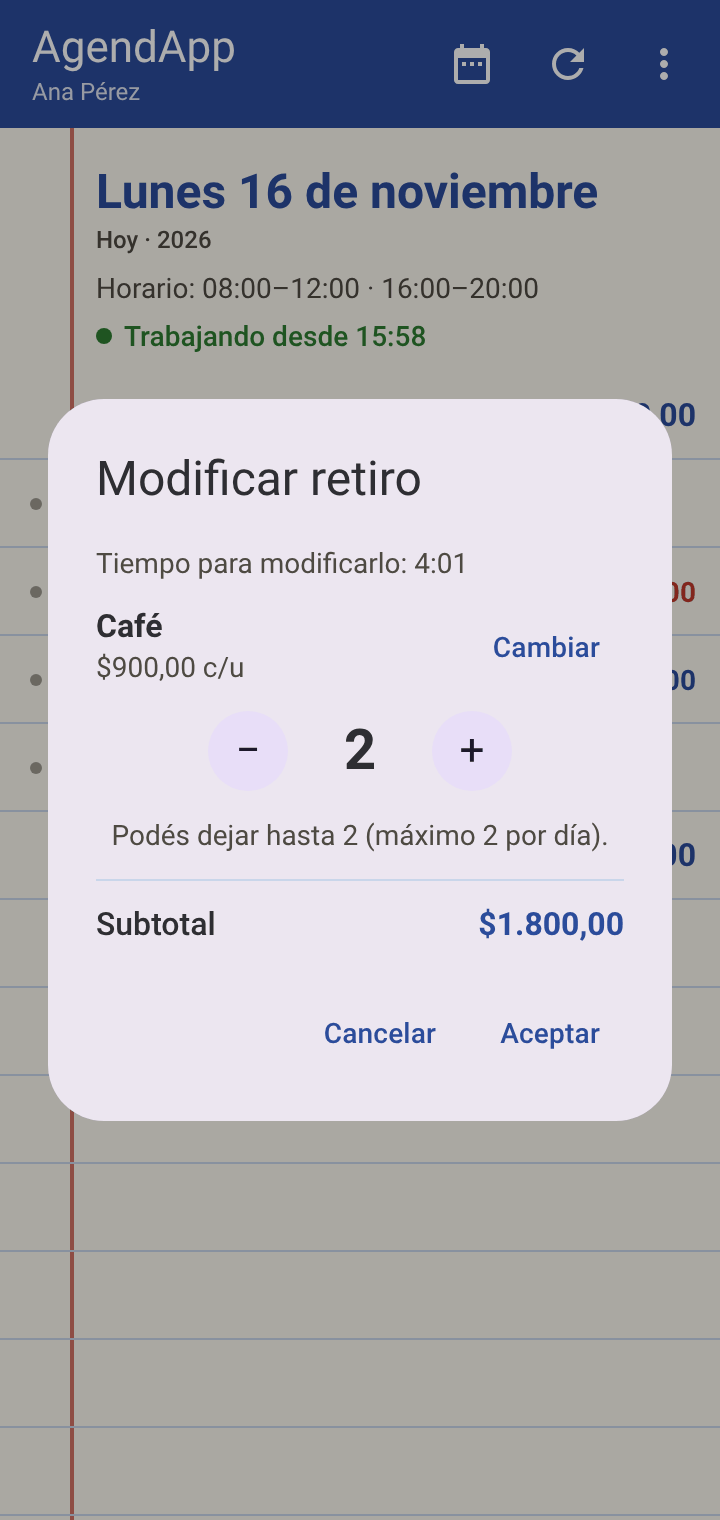 AgendApp
Ana Pérez
Lunes 16 de noviembre
Hoy · 2026
Horario: 08:00–12:00 · 16:00–20:00
Trabajando desde 15:58
Modificar retiro
Tiempo para modificarlo: 4:01
Café
$900,00 c/u
Cambiar
− 2 +
Podés dejar hasta 2 (máximo 2 por día).
Subtotal $1.800,00
Cancelar Aceptar